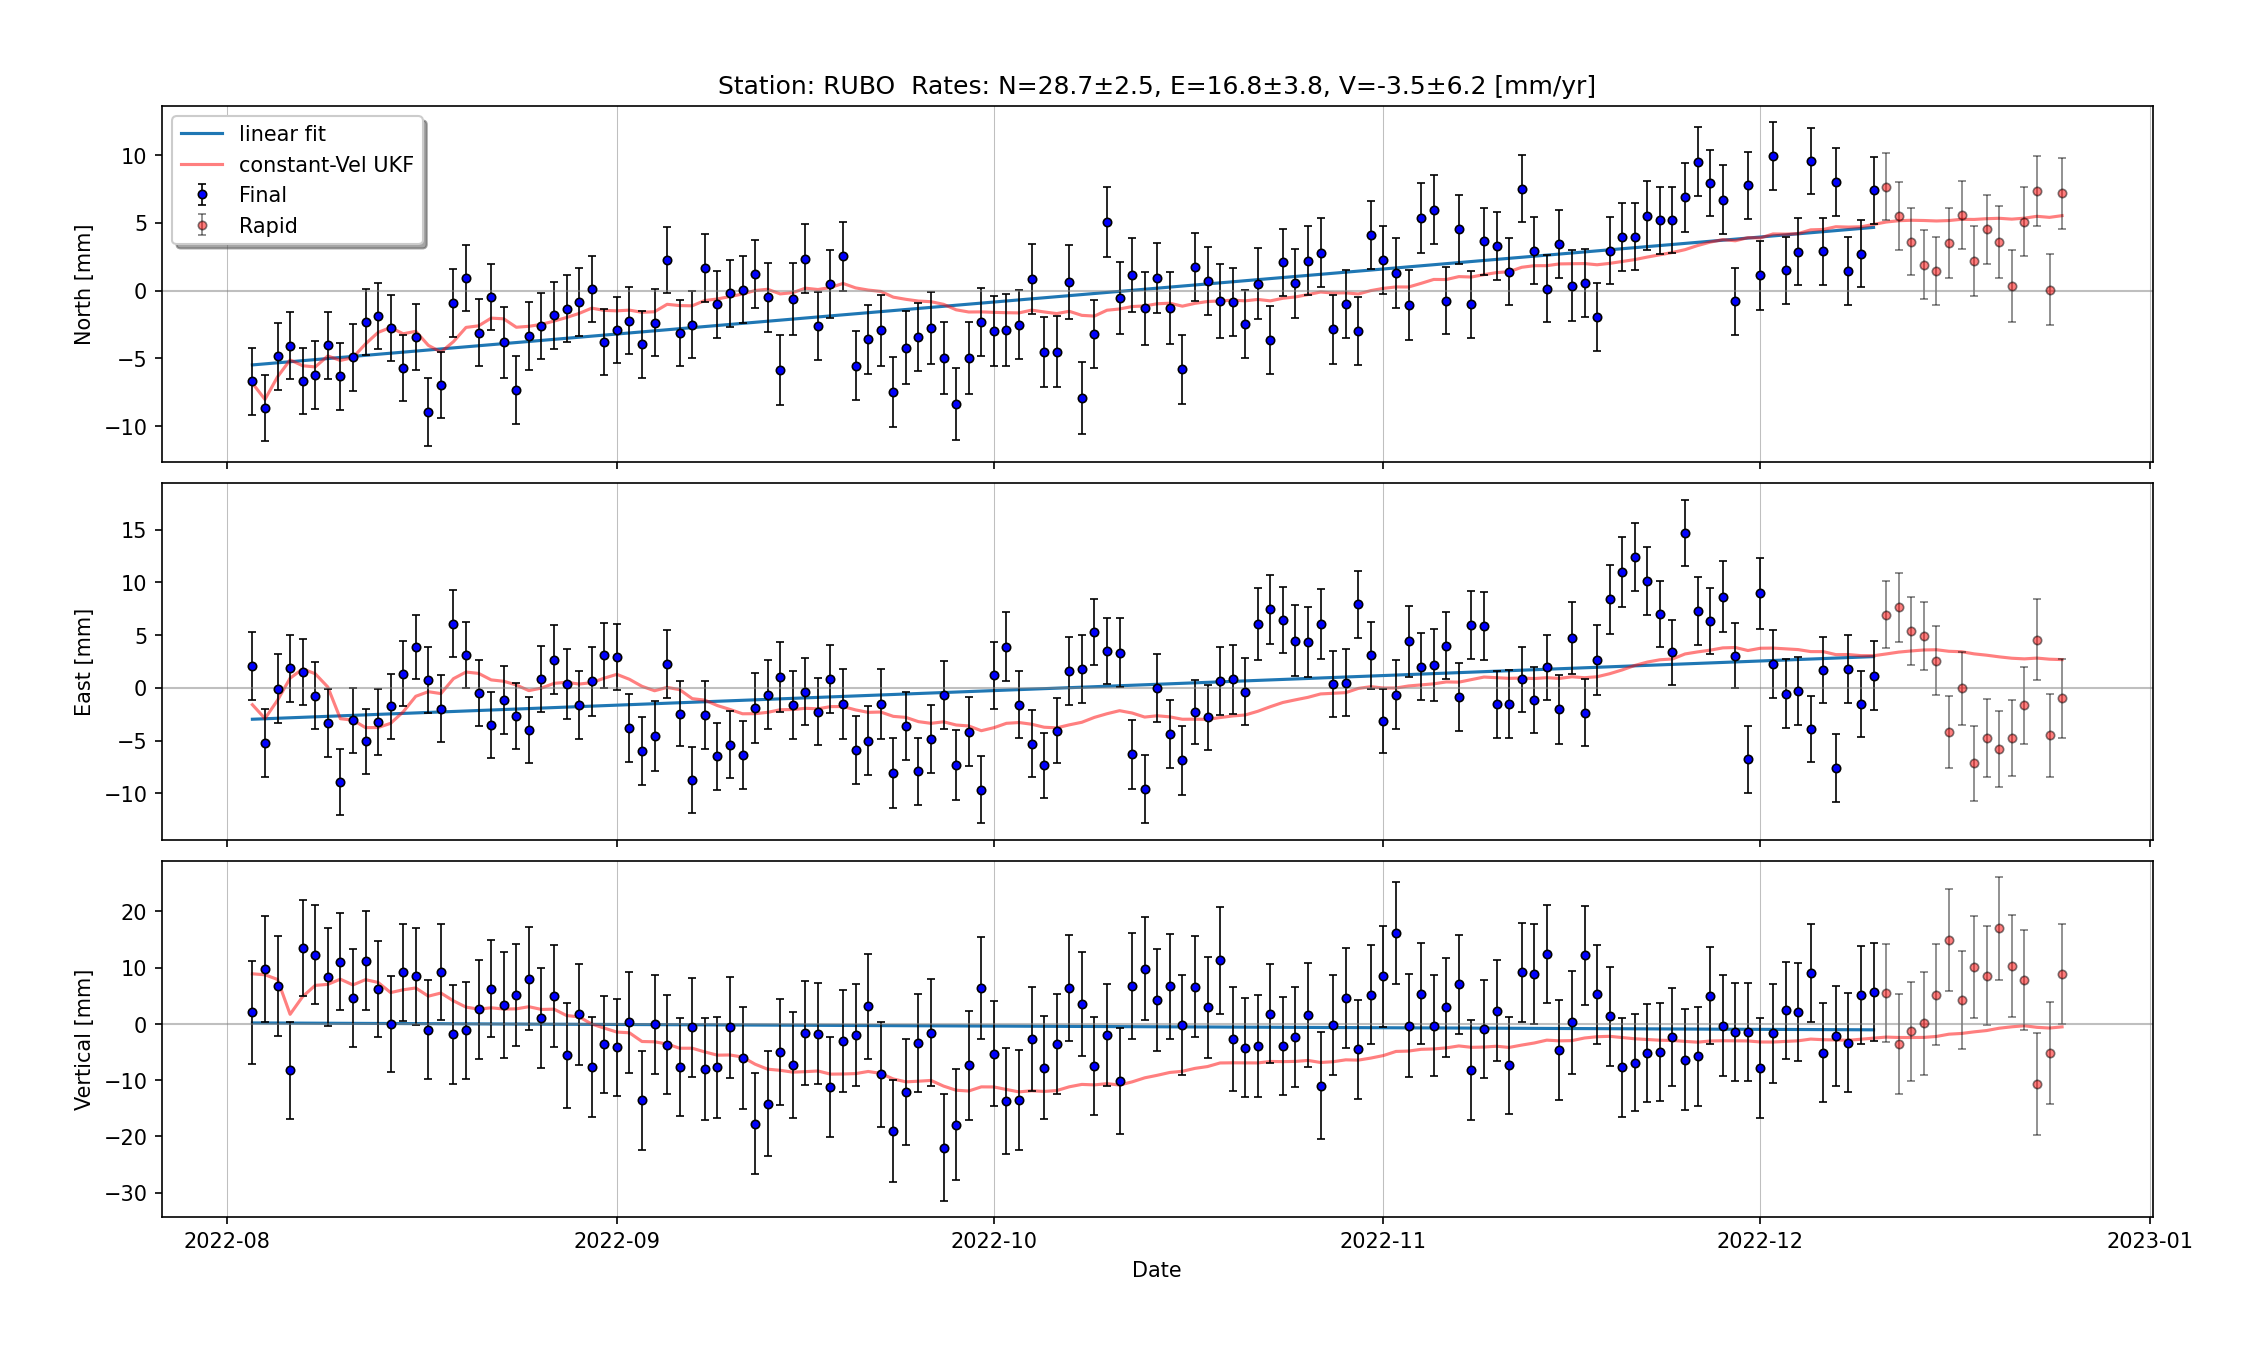 Station: RUBO  Rates: N=28.7±2.5, E=16.8±3.8, V=-3.5±6.2 [mm/yr]
linear fit
constant-Vel UKF
Final
Rapid
North [mm]
10
5
0
−5
−10
East [mm]
15
10
5
0
−5
−10
Vertical [mm]
20
10
0
−10
−20
−30
2022-08 2022-09 2022-10 2022-11 2022-12 2023-01
Date